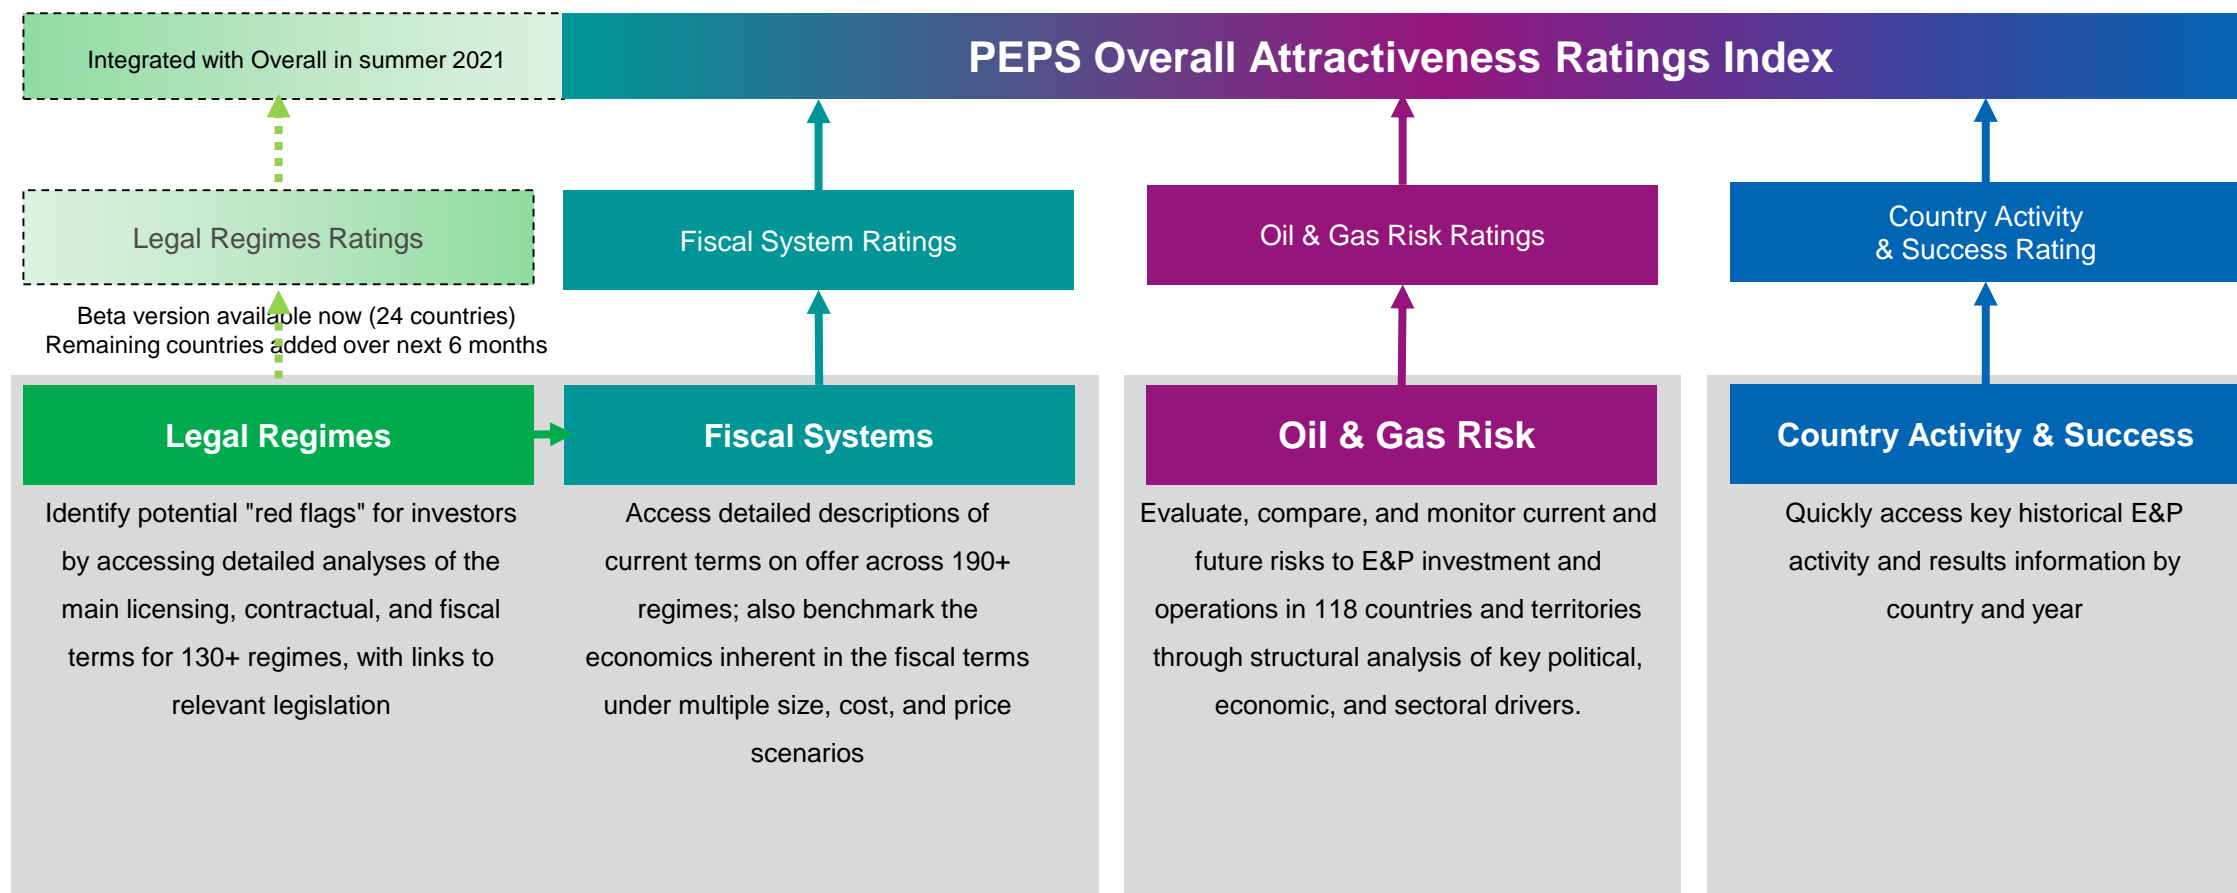 Integrated with Overall in summer 2021
PEPS Overall Attractiveness Ratings Index
Legal Regimes Ratings
Fiscal System Ratings
Oil & Gas Risk Ratings
Country Activity
& Success Rating
Beta version available now (24 countries)
Remaining countries added over next 6 months
Legal Regimes
Identify potential "red flags" for investors
by accessing detailed analyses of the
main licensing, contractual, and fiscal
terms for 130+ regimes, with links to
relevant legislation
Fiscal Systems
Access detailed descriptions of
current terms on offer across 190+
regimes; also benchmark the
economics inherent in the fiscal terms
under multiple size, cost, and price
scenarios
Oil & Gas Risk
Evaluate, compare, and monitor current and
future risks to E&P investment and
operations in 118 countries and territories
through structural analysis of key political,
economic, and sectoral drivers.
Country Activity & Success
Quickly access key historical E&P
activity and results information by
country and year